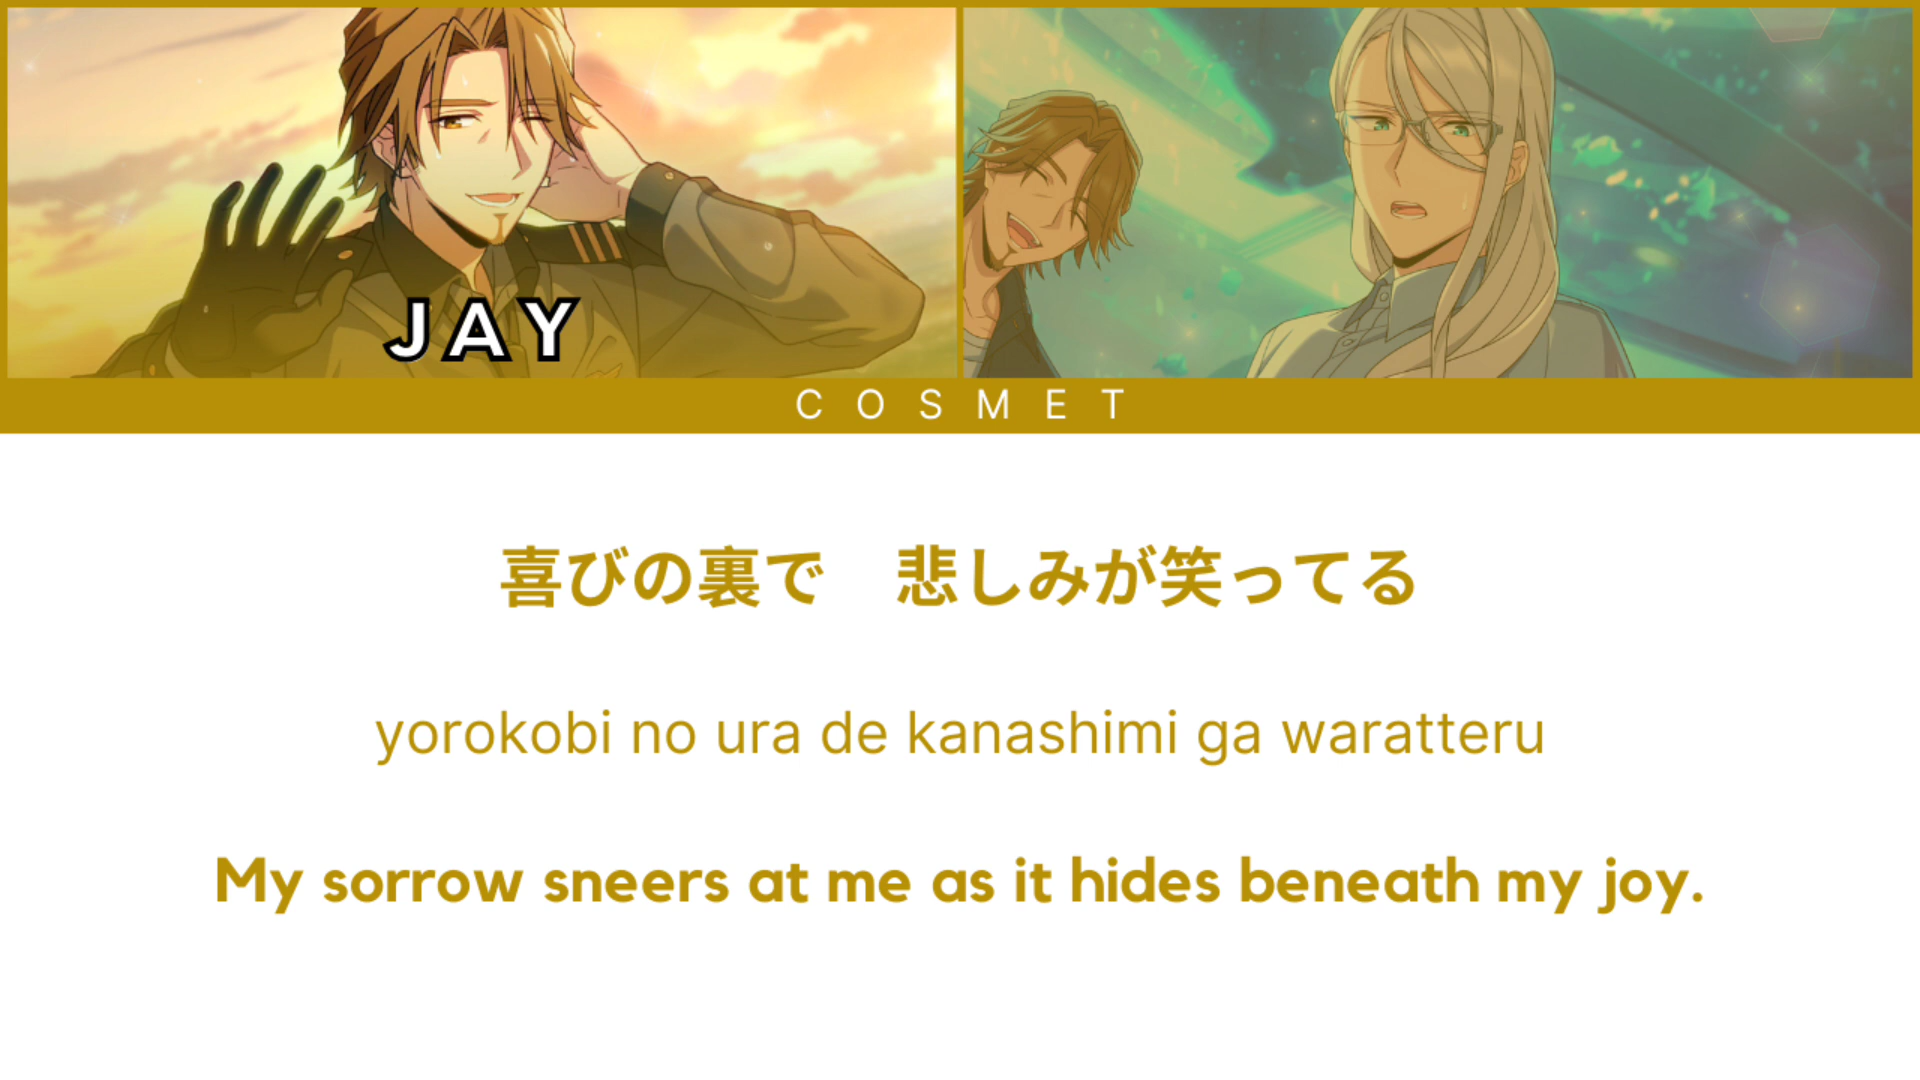 JAY
COSMET
喜びの裏で　悲しみが笑ってる
yorokobi no ura de kanashimi ga waratteru
My sorrow sneers at me as it hides beneath my joy.